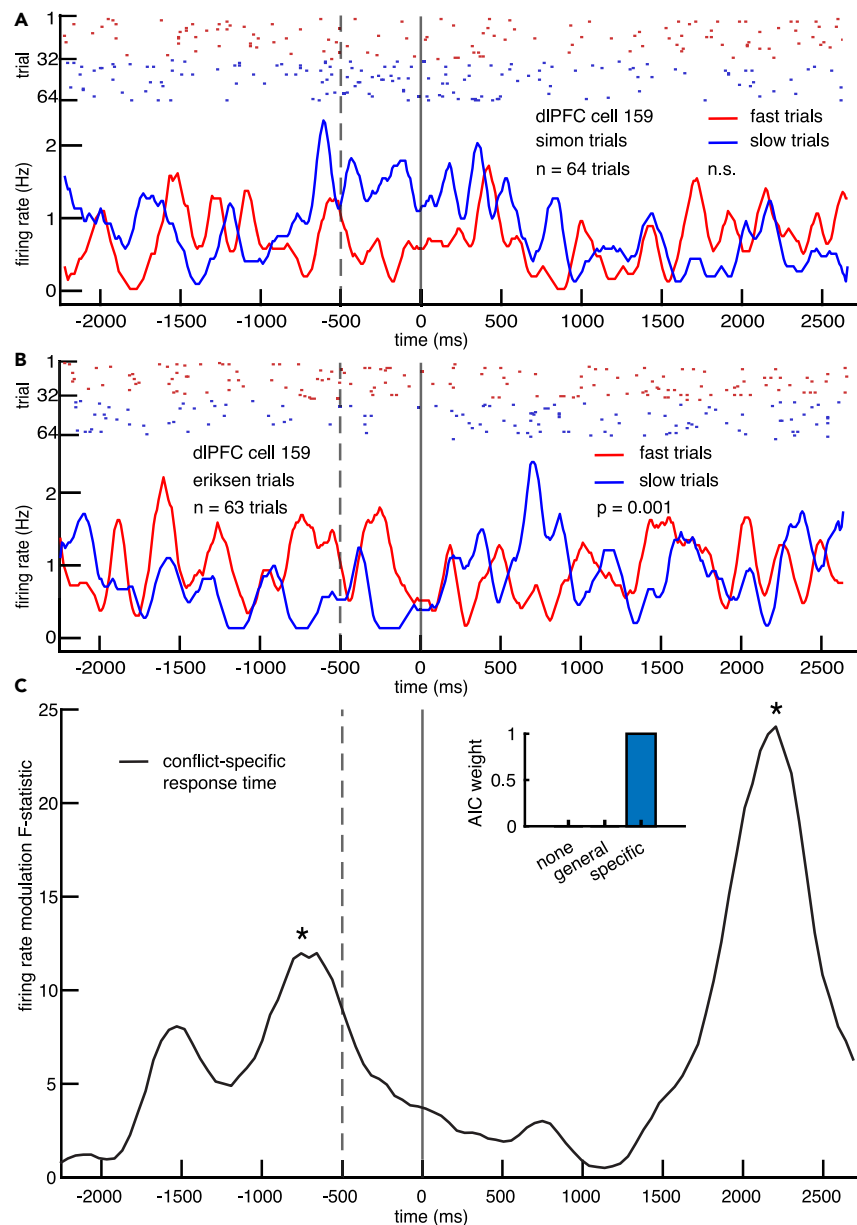 A
trial
1
32
64
firing rate (Hz)
2
1
0
dlPFC cell 159
simon trials
n = 64 trials
fast trials
slow trials
n.s.
-2000 -1500 -1000 -500 0 500 1000 1500 2000 2500
time (ms)
B
trial
1
32
64
firing rate (Hz)
2
1
0
dlPFC cell 159
eriksen trials
n = 63 trials
fast trials
slow trials
p = 0.001
-2000 -1500 -1000 -500 0 500 1000 1500 2000 2500
time (ms)
C
firing rate modulation F-statistic
25
20
15
10
5
0
conflict-specific
response time
*
*
AIC weight
1
0.5
0
none
general
specific
-2000 -1500 -1000 -500 0 500 1000 1500 2000 2500
time (ms)